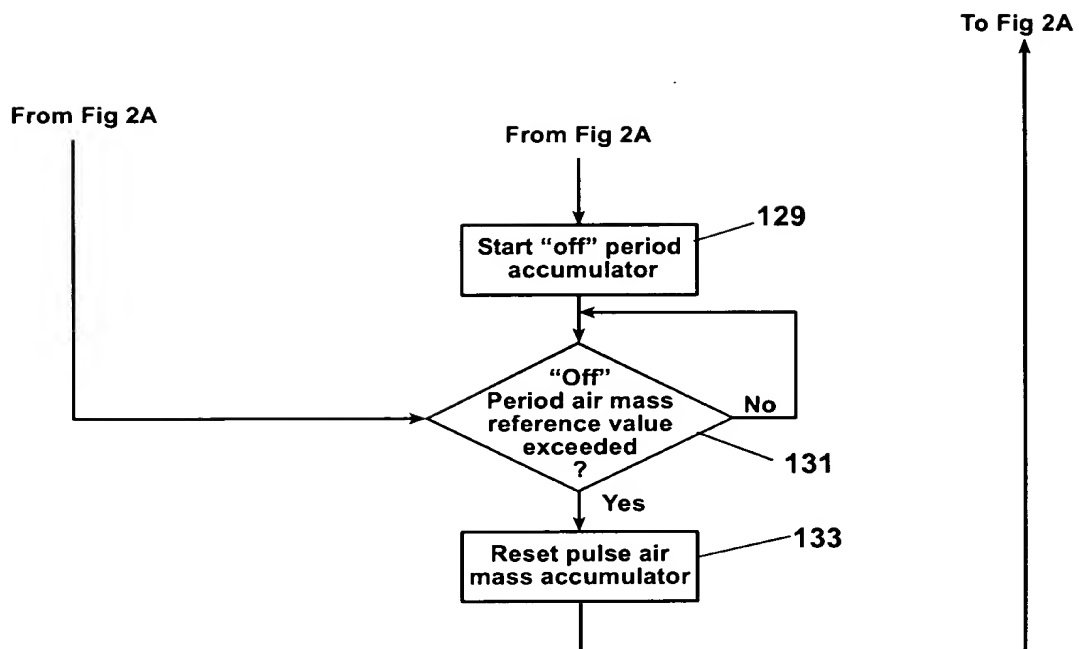 To Fig 2A
From Fig 2A
From Fig 2A
129
Start “off” period
accumulator
“Off”
Period air mass
reference value
exceeded
?
No
131
Yes
133
Reset pulse air
mass accumulator